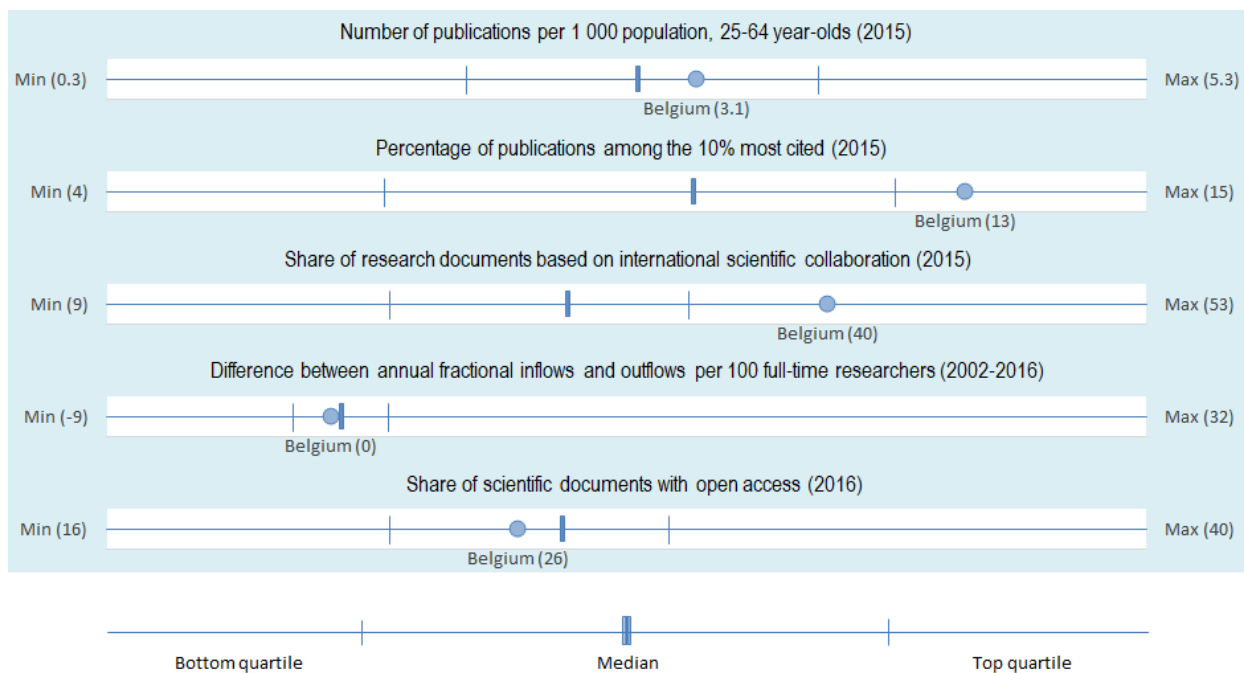 Number of publications per 1 000 population, 25-64 year-olds (2015)
Min (0.3)
Max (5.3)
Belgium (3.1)
Percentage of publications among the 10% most cited (2015)
Min (4)
Max (15)
Belgium (13)
Share of research documents based on international scientific collaboration (2015)
Min (9)
Max (53)
Belgium (40)
Difference between annual fractional inflows and outflows per 100 full-time researchers (2002-2016)
Min (-9)
Max (32)
Belgium (0)
Share of scientific documents with open access (2016)
Min (16)
Max (40)
Belgium (26)
Bottom quartile
Median
Top quartile